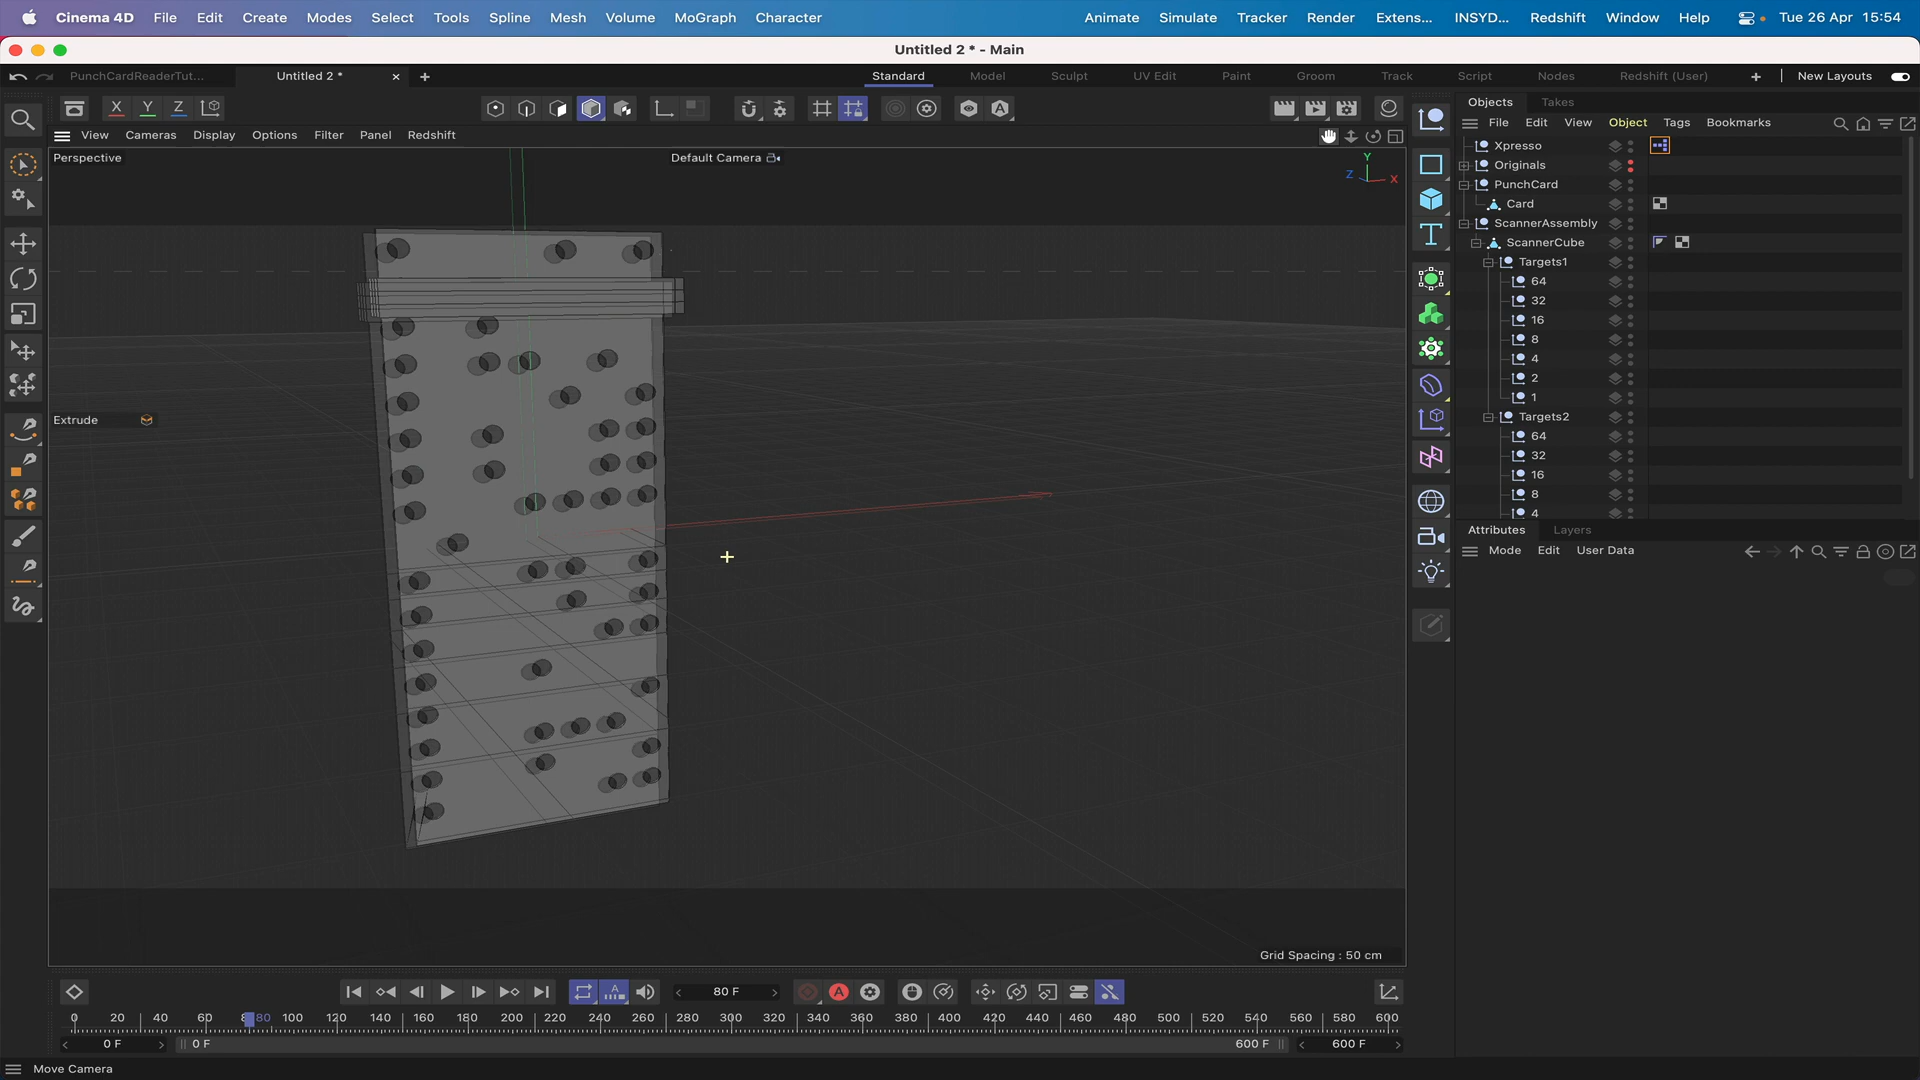 Cinema 4D File Edit Create Modes Select Tools Spline Mesh Volume MoGraph Character Animate Simulate Tracker Render Extens... INSYD... Redshift Window Help Tue 26 Apr 15:54
Untitled 2 * - Main
PunchCardReaderTut... Untitled 2 * Standard Model Sculpt UV Edit Paint Groom Track Script Nodes Redshift (User) New Layouts
X Y Z
View Cameras Display Options Filter Panel Redshift
Perspective Default Camera
Y
Z X
Extrude
Grid Spacing : 50 cm
Objects Takes
File Edit View Object Tags Bookmarks
Xpresso
Originals
PunchCard
Card
ScannerAssembly
ScannerCube
Targets1
64
32
16
8
4
2
1
Targets2
64
32
16
8
4
Attributes Layers
Mode Edit User Data
80 F
0 20 40 60 80 100 120 140 160 180 200 220 240 260 280 300 320 340 360 380 400 420 440 460 480 500 520 540 560 580 600
0 F 0 F 600 F 600 F
Move Camera